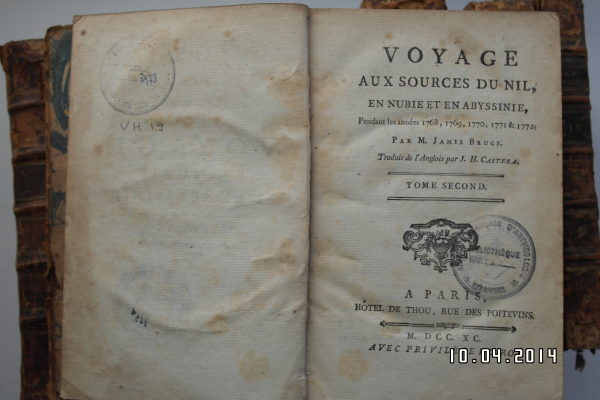 VH 19
VOYAGE
AUX SOURCES DU NIL,
EN NUBIE ET EN ABYSSINIE,
Pendant les années 1768, 1769, 1770, 1771 & 1772;
PAR M. JAMES BRUCE.
Traduit de l'Anglois par J. H. CASTERA.
TOME SECOND.
BIBLIOTHÈQUE
A PARIS,
HÔTEL DE THOU, RUE DES POITEVINS.
M. DCC. XC.
AVEC PRIVILÈGE
10.04.2014